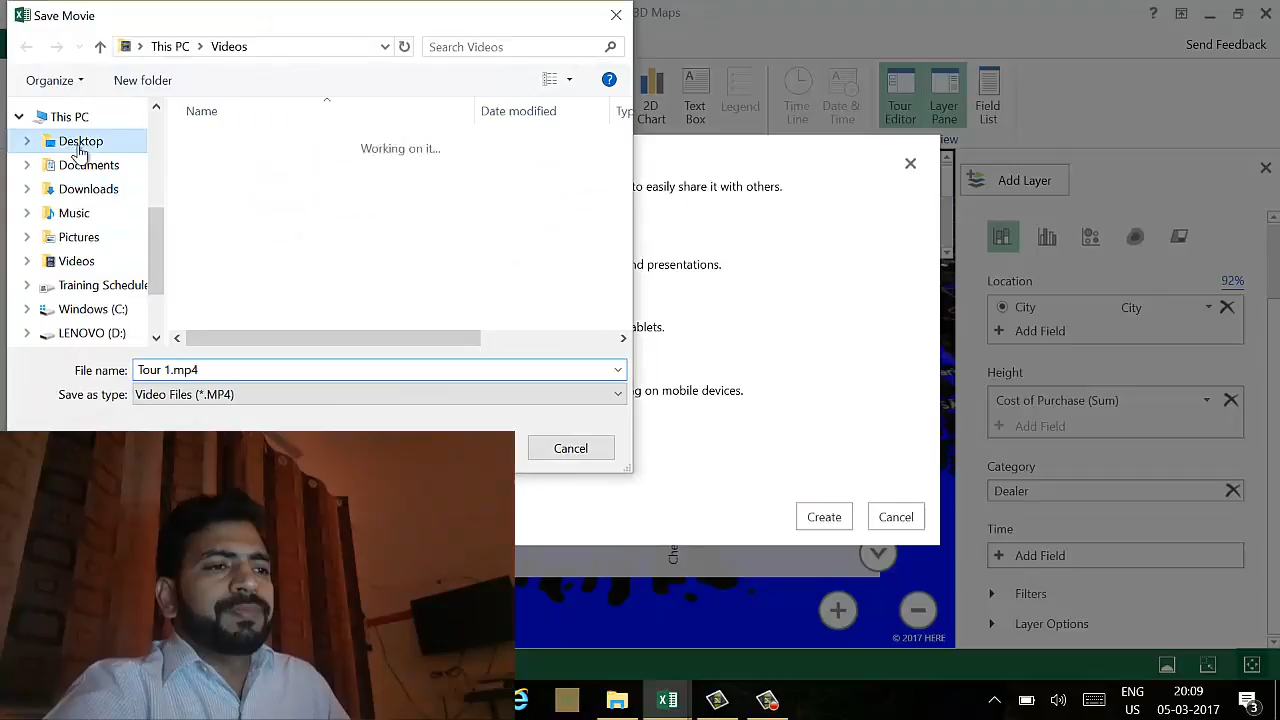 Save Movie
3D Maps
This PC
Videos
Search Videos
Send Feedback
Organize
New folder
2D Chart
Text Box
Legend
Time Line
Date & Time
Tour Editor
Layer Pane
Field List
This PC
Desktop
Documents
Downloads
Music
Pictures
Videos
Training Schedule
Windows (C:)
LENOVO (D:)
Name
Date modified
Working on it...
to easily share it with others.
nd presentations.
ablets.
g on mobile devices.
File name:
Tour 1.mp4
Save as type:
Video Files (*.MP4)
Cancel
Create
Cancel
Add Layer
Location
92%
City
City
Add Field
Height
Cost of Purchase (Sum)
Add Field
Category
Dealer
Time
Add Field
Filters
Layer Options
© 2017 HERE
ENG
US
20:09
05-03-2017
3